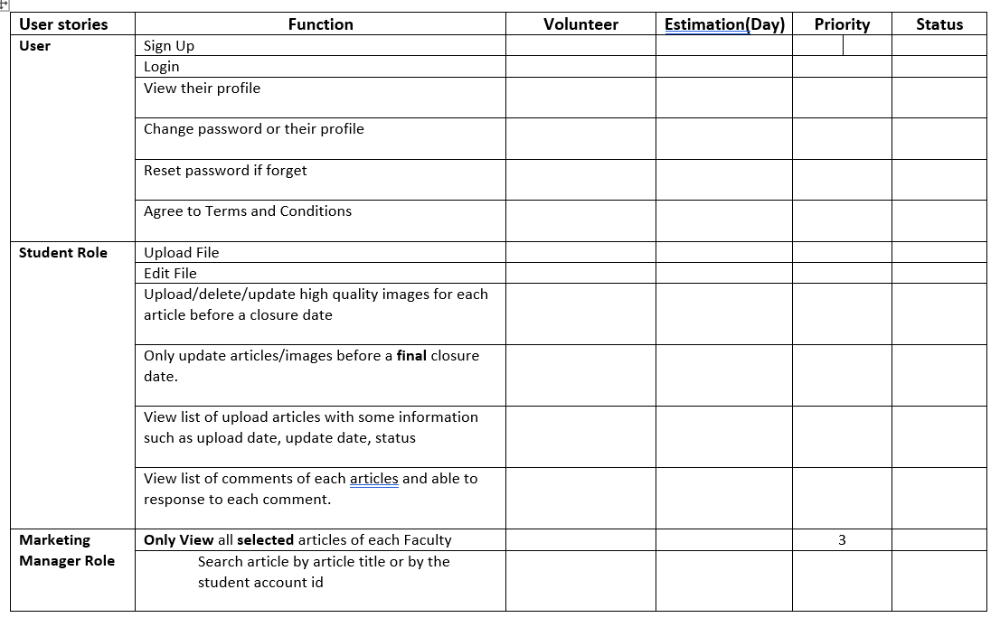 User stories Function Volunteer Estimation(Day) Priority Status
User Sign Up
Login
View their profile
Change password or their profile
Reset password if forget
Agree to Terms and Conditions
Student Role Upload File
Edit File
Upload/delete/update high quality images for each
article before a closure date
Only update articles/images before a final closure
date.
View list of upload articles with some information
such as upload date, update date, status
View list of comments of each articles and able to
response to each comment.
Marketing Only View all selected articles of each Faculty 3
Manager Role Search article by article title or by the
student account id